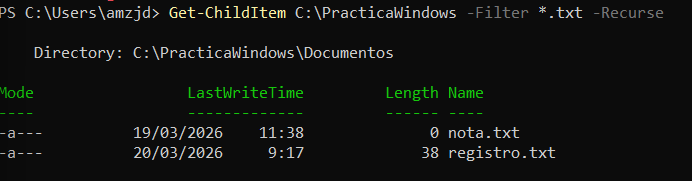 PS C:\Users\amzjd> Get-ChildItem C:\PracticaWindows -Filter *.txt -Recurse
Directory: C:\PracticaWindows\Documentos
Mode LastWriteTime Length Name
---- ------------- ------ ----
-a--- 19/03/2026 11:38 0 nota.txt
-a--- 20/03/2026 9:17 38 registro.txt